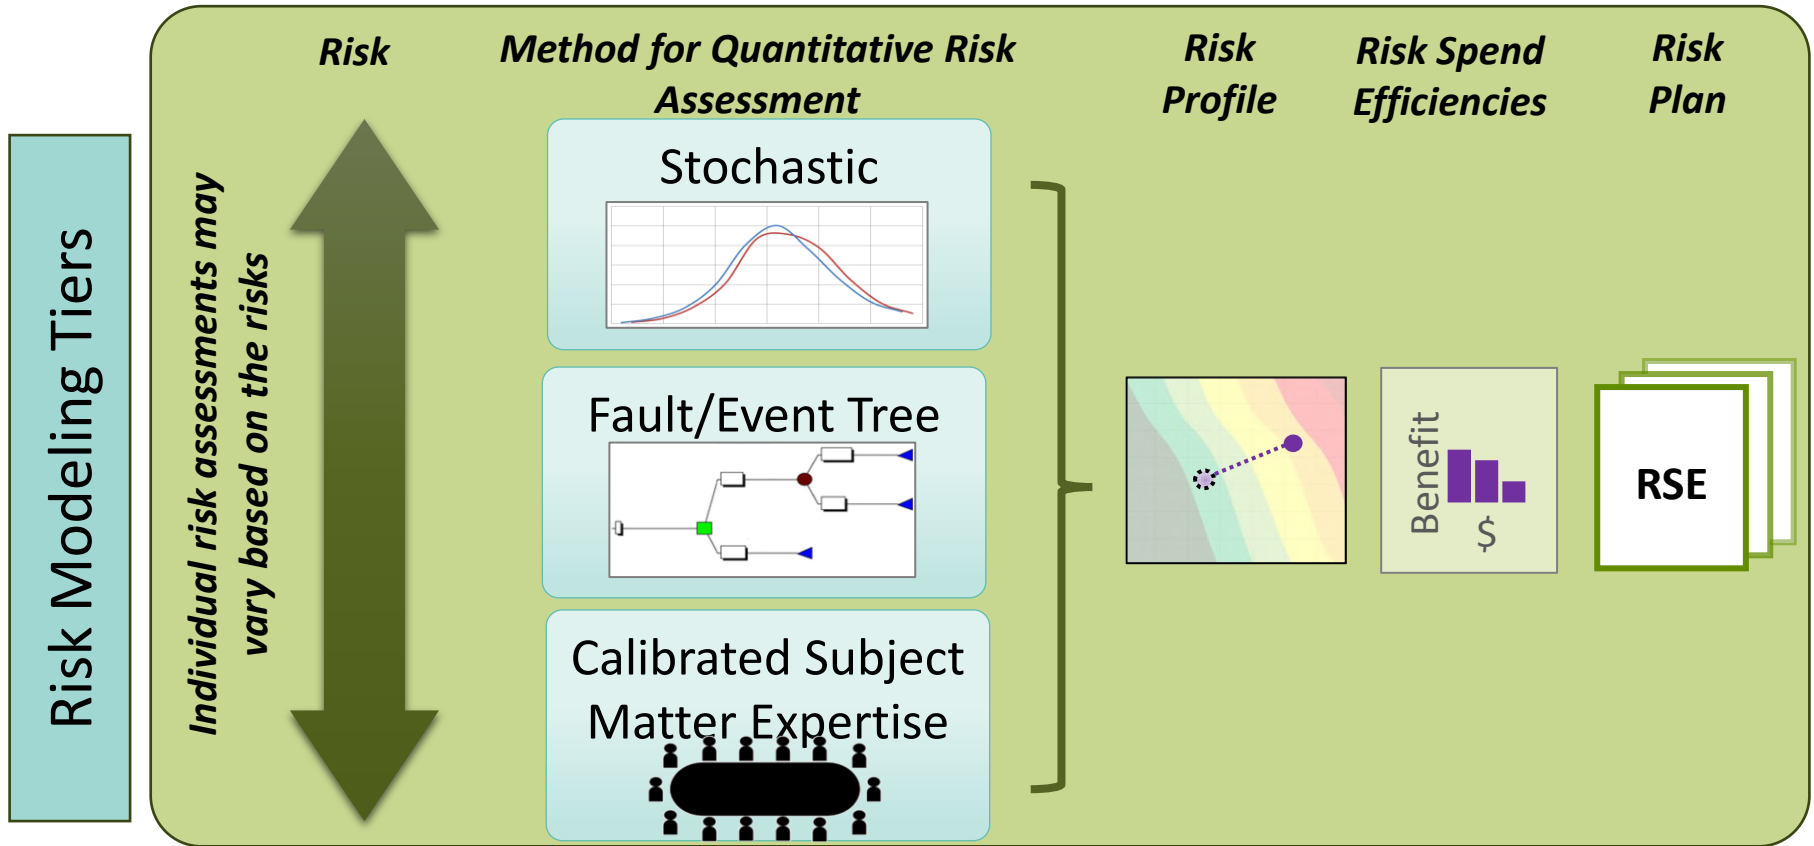 Risk Modeling Tiers
Individual risk assessments may
vary based on the risks
Risk
Method for Quantitative Risk
Assessment
Risk
Profile
Risk Spend
Efficiencies
Risk
Plan
Stochastic
Fault/Event Tree
Calibrated Subject
Matter Expertise
Benefit
$
RSE